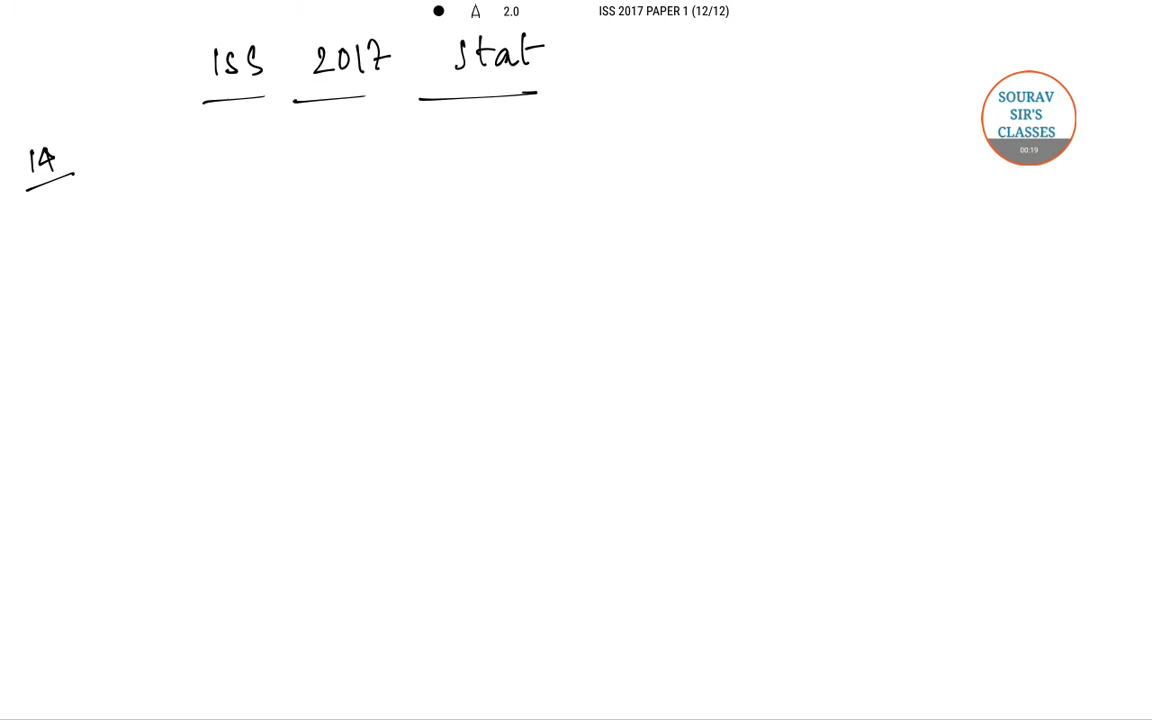 A 2.0 ISS 2017 PAPER 1 (12/12)
ISS 2017 Stat
SOURAV
SIR'S
CLASSES
00:19
14